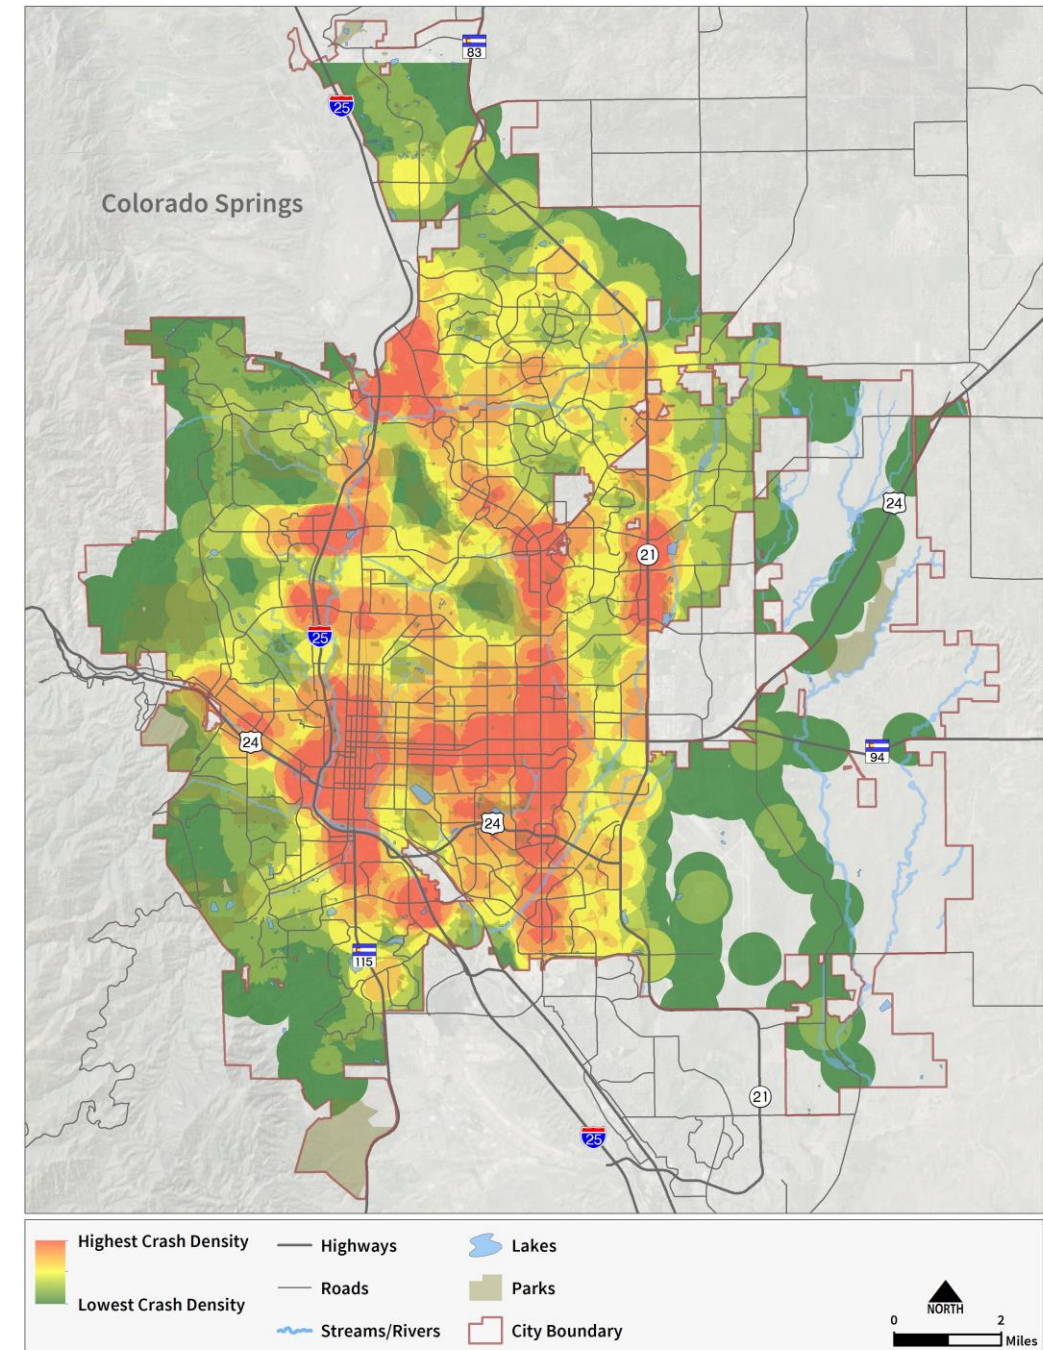 83
25
Colorado Springs
24
21
25
24
94
24
115
21
25
Highest Crash Density
Lowest Crash Density
Highways
Roads
Streams/Rivers
Lakes
Parks
City Boundary
NORTH
0 2
Miles